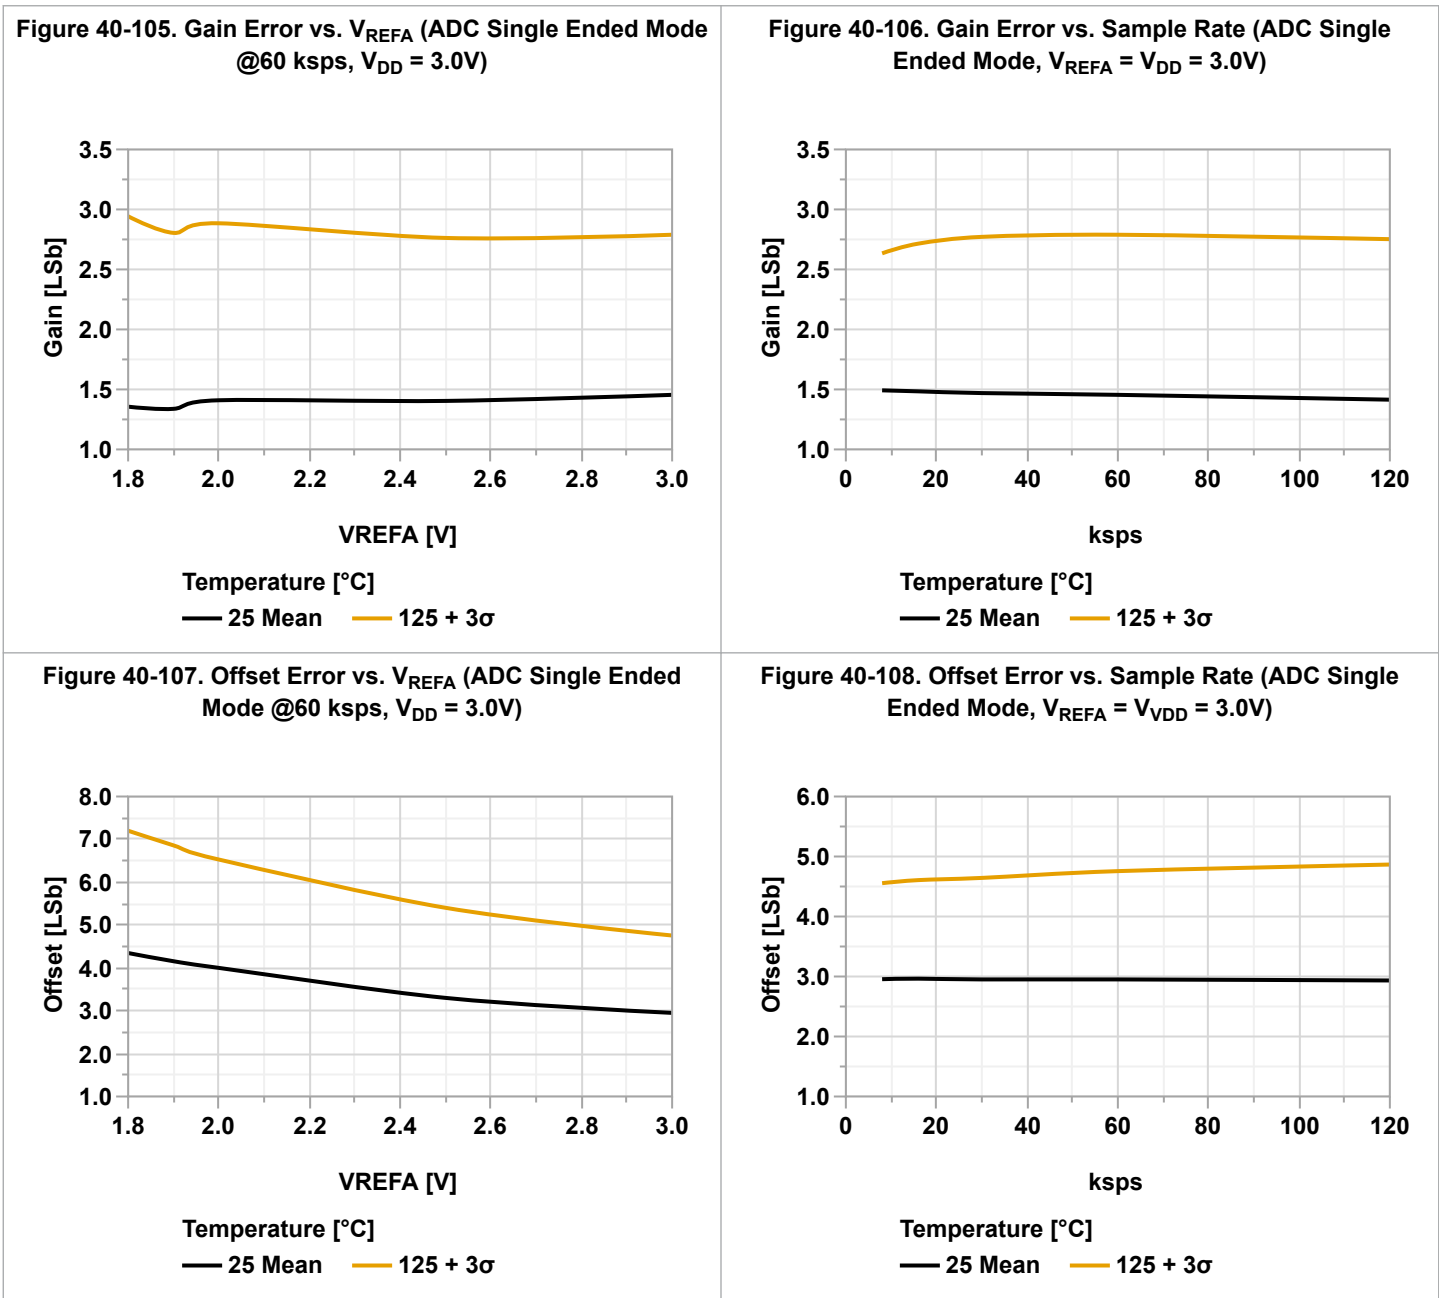 Figure 40-105. Gain Error vs. VREFA (ADC Single Ended Mode
@60 ksps, VDD = 3.0V)
3.5
3.0
2.5
2.0
1.5
1.0
Gain [LSb]
1.8 2.0 2.2 2.4 2.6 2.8 3.0
VREFA [V]
Temperature [°C]
25 Mean 125 + 3σ
Figure 40-106. Gain Error vs. Sample Rate (ADC Single
Ended Mode, VREFA = VDD = 3.0V)
3.5
3.0
2.5
2.0
1.5
1.0
Gain [LSb]
0 20 40 60 80 100 120
ksps
Temperature [°C]
25 Mean 125 + 3σ
Figure 40-107. Offset Error vs. VREFA (ADC Single Ended
Mode @60 ksps, VDD = 3.0V)
8.0
7.0
6.0
5.0
4.0
3.0
2.0
1.0
Offset [LSb]
1.8 2.0 2.2 2.4 2.6 2.8 3.0
VREFA [V]
Temperature [°C]
25 Mean 125 + 3σ
Figure 40-108. Offset Error vs. Sample Rate (ADC Single
Ended Mode, VREFA = VVDD = 3.0V)
6.0
5.0
4.0
3.0
2.0
1.0
Offset [LSb]
0 20 40 60 80 100 120
ksps
Temperature [°C]
25 Mean 125 + 3σ